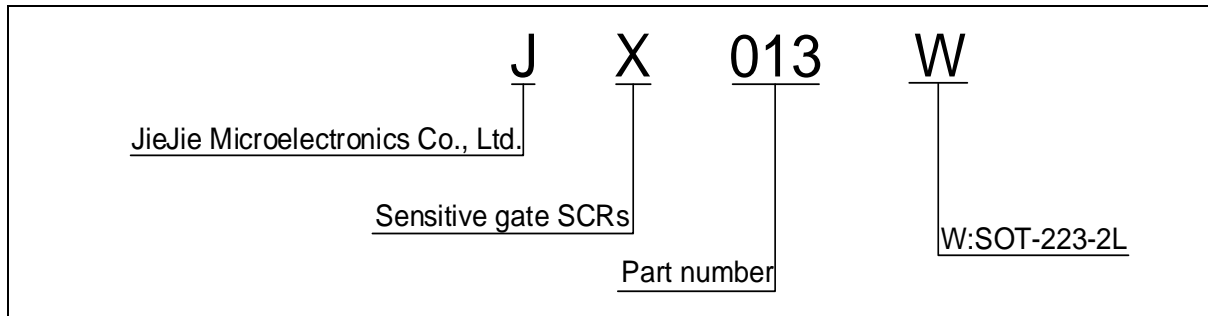 J X 013 W
JieJie Microelectronics Co., Ltd.
Sensitive gate SCRs
W:SOT-223-2L
Part number